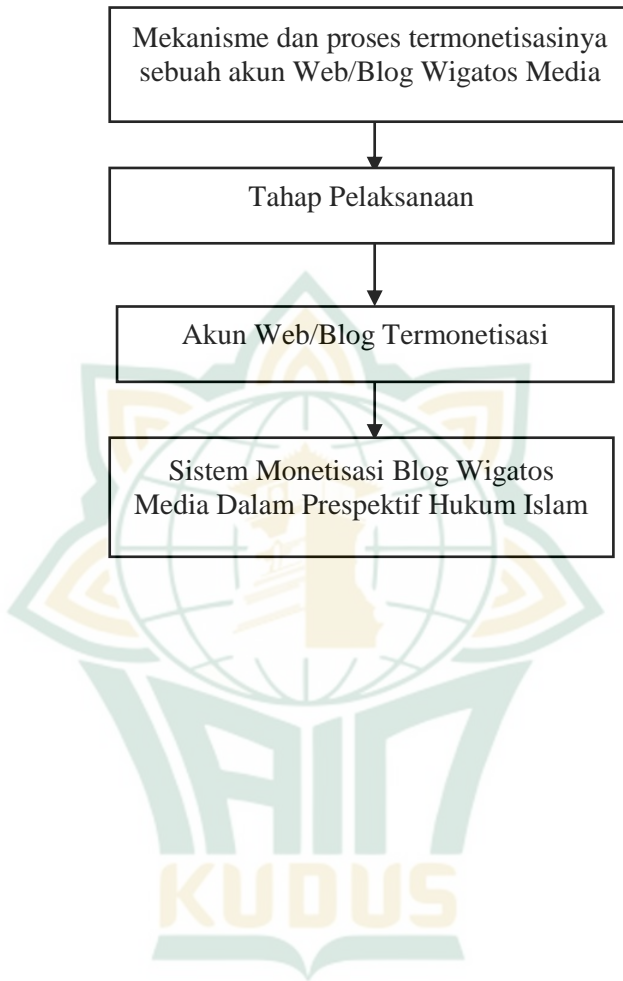 Mekanisme dan proses termonetisasinya
sebuah akun Web/Blog Wigatos Media
Tahap Pelaksanaan
Akun Web/Blog Termonetisasi
Sistem Monetisasi Blog Wigatos
Media Dalam Prespektif Hukum Islam
IAIN
KUDUS